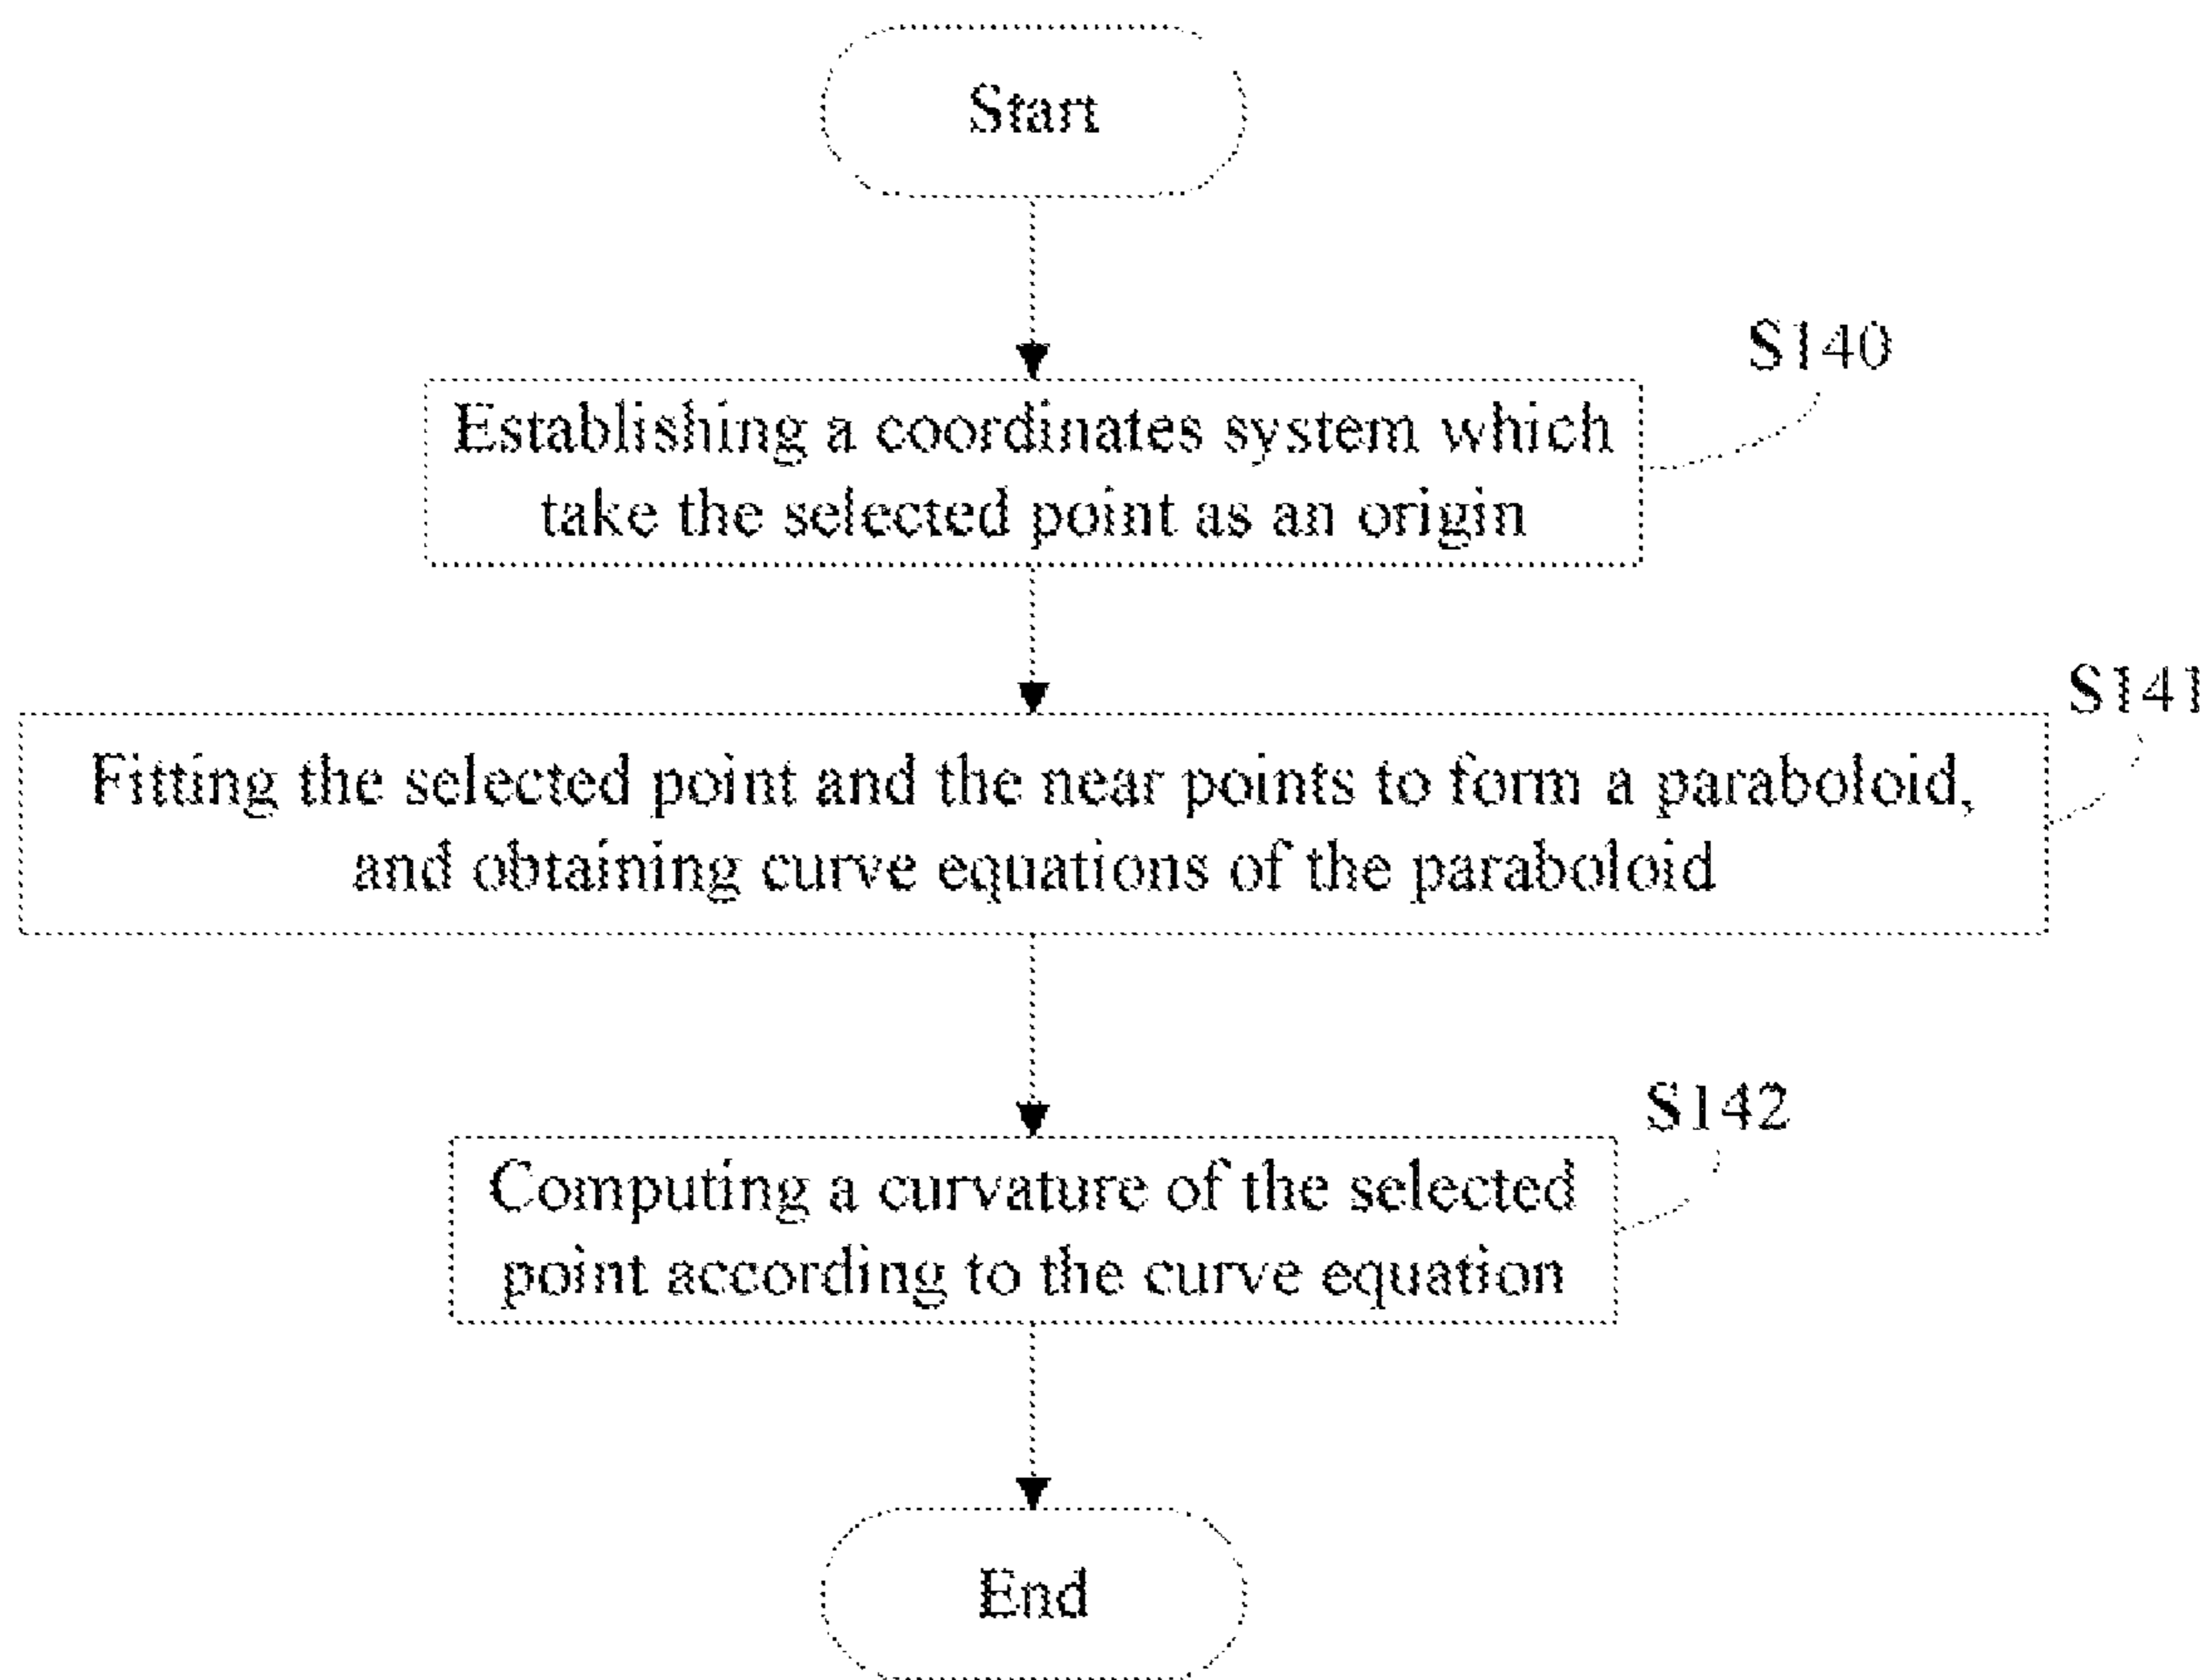 Start
S140
Establishing a coordinates system which
take the selected point as an origin
S141
Fitting the selected point and the near points to form a paraboloid,
and obtaining curve equations of the paraboloid
S142
Computing a curvature of the selected
point according to the curve equation
End